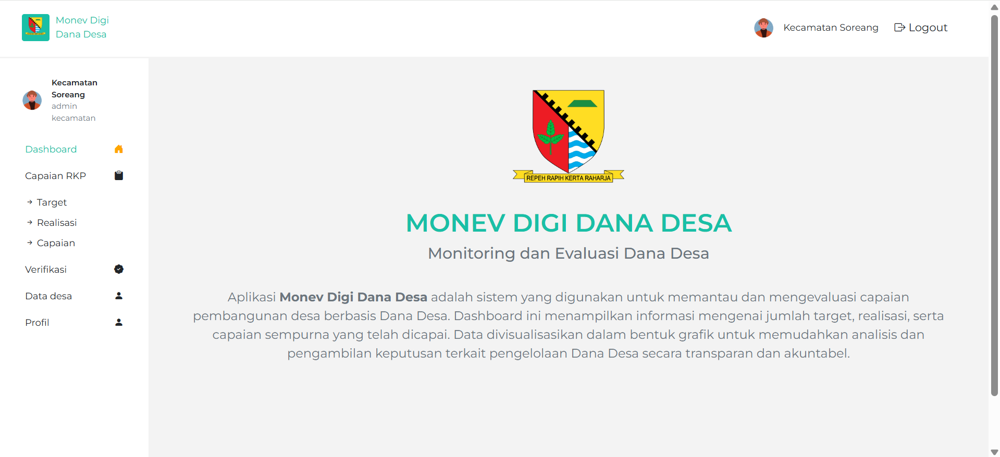 Monev Digi
Dana Desa
Kecamatan Soreang
Logout
Kecamatan
Soreang
admin
kecamatan
Dashboard
Capaian RKP
Target
Realisasi
Capaian
Verifikasi
Data desa
Profil
REPEH RAPIH KERTA RAHARJA
MONEV DIGI DANA DESA
Monitoring dan Evaluasi Dana Desa
Aplikasi Monev Digi Dana Desa adalah sistem yang digunakan untuk memantau dan mengevaluasi capaian
pembangunan desa berbasis Dana Desa. Dashboard ini menampilkan informasi mengenai jumlah target, realisasi, serta
capaian sempurna yang telah dicapai. Data divisualisasikan dalam bentuk grafik untuk memudahkan analisis dan
pengambilan keputusan terkait pengelolaan Dana Desa secara transparan dan akuntabel.